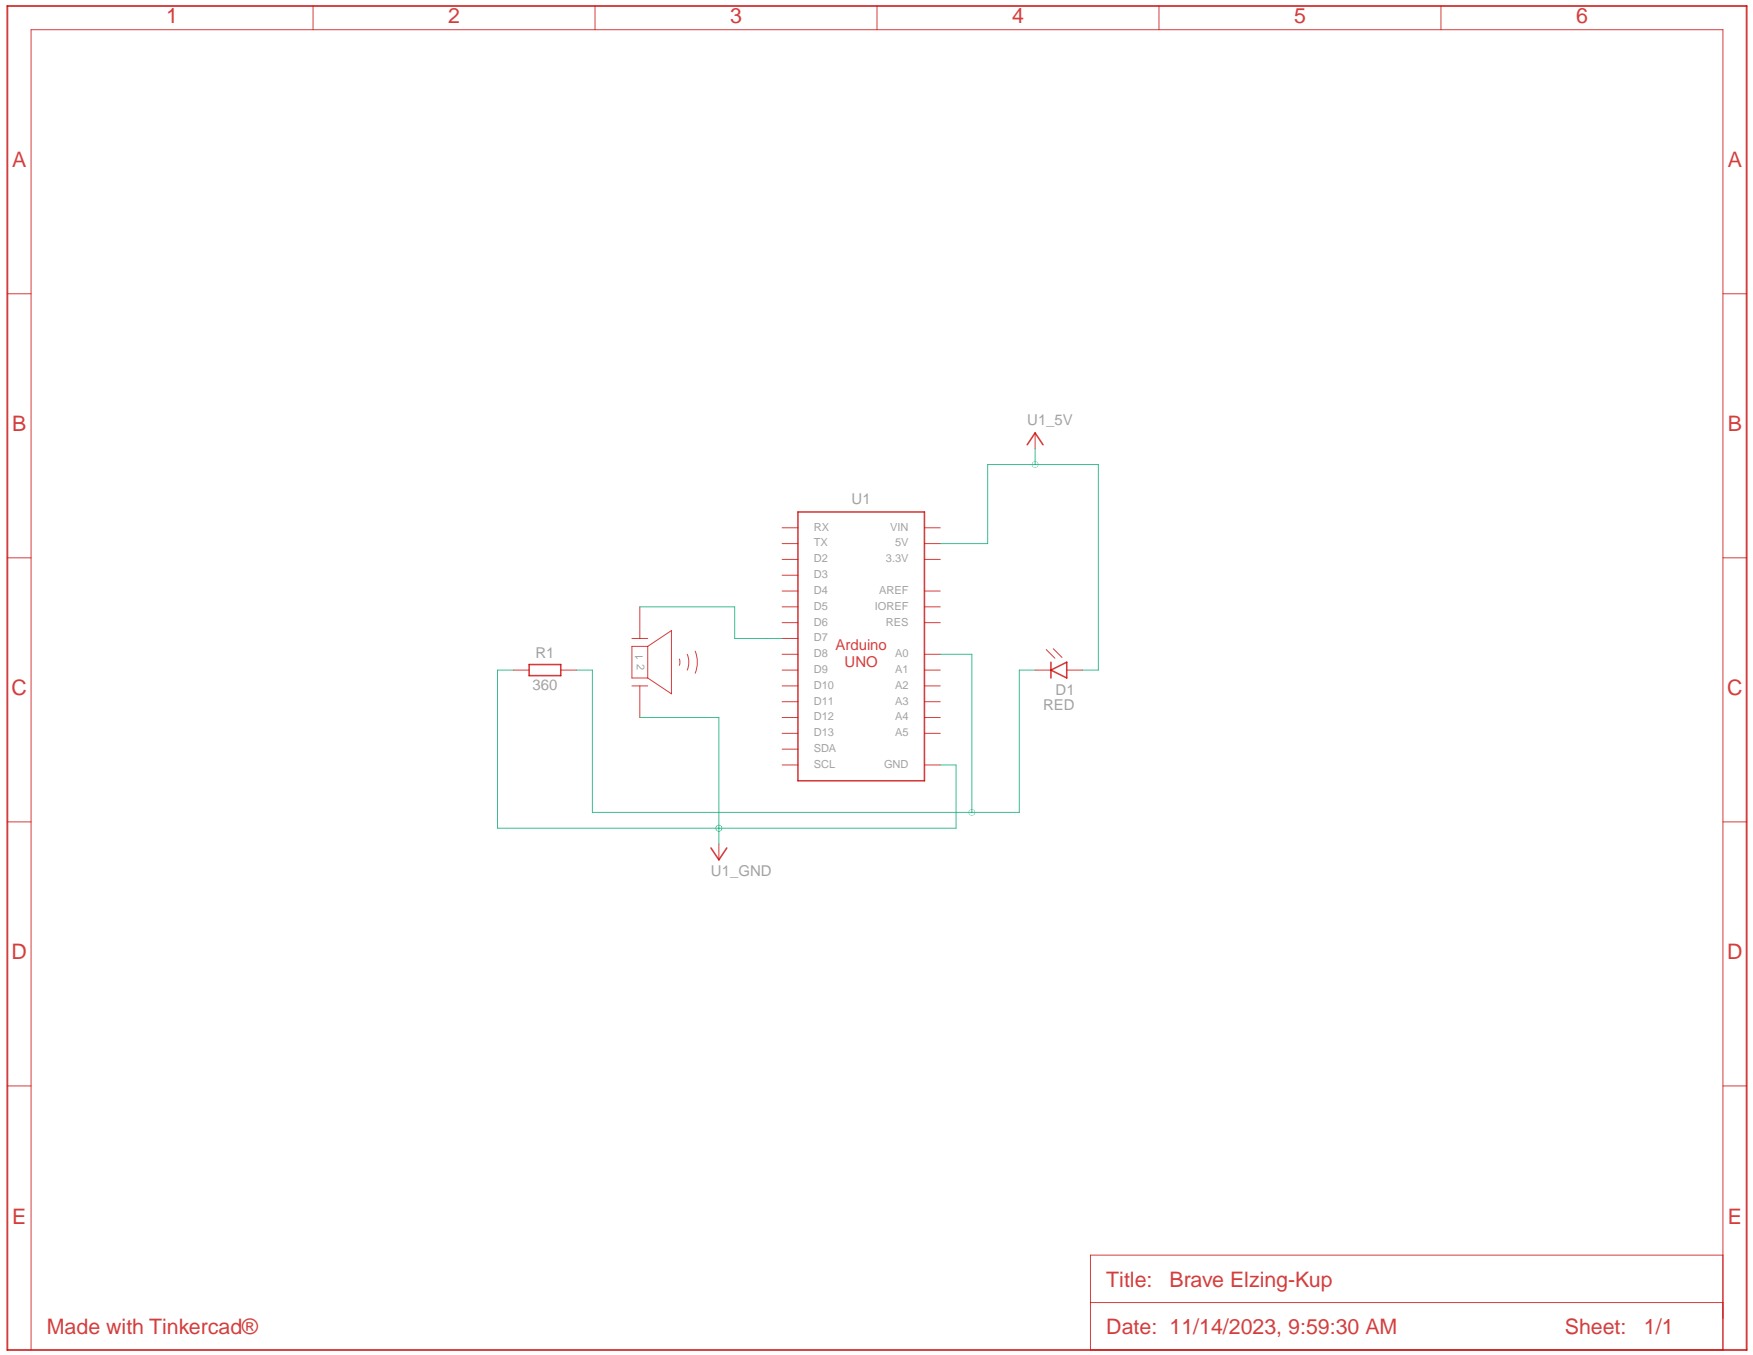 1 2 3 4 5 6
A A
B B
C C
D D
E E
U1_5V
U1
RX VIN
TX 5V
D2 3.3V
D3
D4 AREF
D5 IOREF
D6 RES
D7
Arduino
UNO
D8 A0
D9 A1
D10 A2
D11 A3
D12 A4
D13 A5
SDA
SCL GND
R1
360
1 2
D1
RED
U1_GND
Title: Brave Elzing-Kup
Date: 11/14/2023, 9:59:30 AM Sheet: 1/1
Made with Tinkercad®